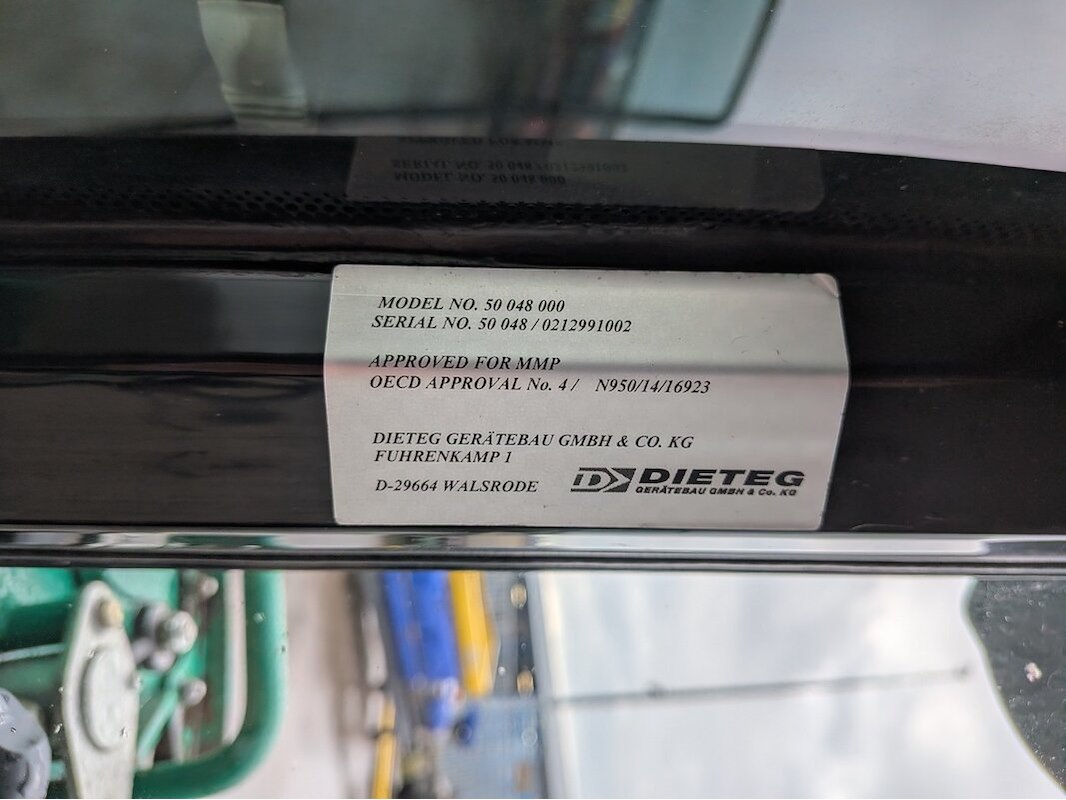 MODEL NO. 50 048 000
SERIAL NO. 50 048 / 0212991002
APPROVED FOR MMP
OECD APPROVAL No. 4 / N950/14/16923
DIETEG GERÄTEBAU GMBH & CO. KG
FUHRENKAMP 1
D-29664 WALSRODE
DIETEG
GERÄTEBAU GMBH & Co. KG